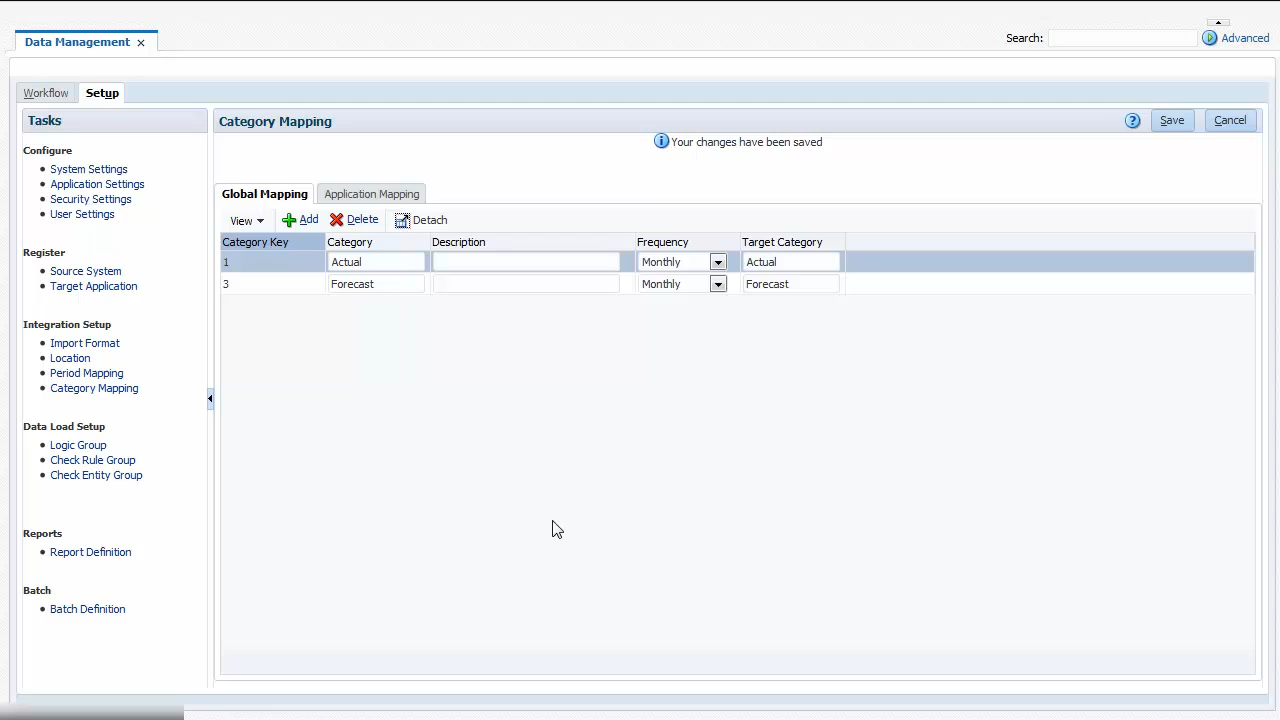 Data Management
Search:
Advanced
Workflow
Setup
Tasks
Configure
System Settings
Application Settings
Security Settings
User Settings
Register
Source System
Target Application
Integration Setup
Import Format
Location
Period Mapping
Category Mapping
Data Load Setup
Logic Group
Check Rule Group
Check Entity Group
Reports
Report Definition
Batch
Batch Definition
Category Mapping
Save
Cancel
Your changes have been saved
Global Mapping
Application Mapping
View
Add
Delete
Detach
Category Key Category Description Frequency Target Category
1 Actual Monthly Actual
3 Forecast Monthly Forecast